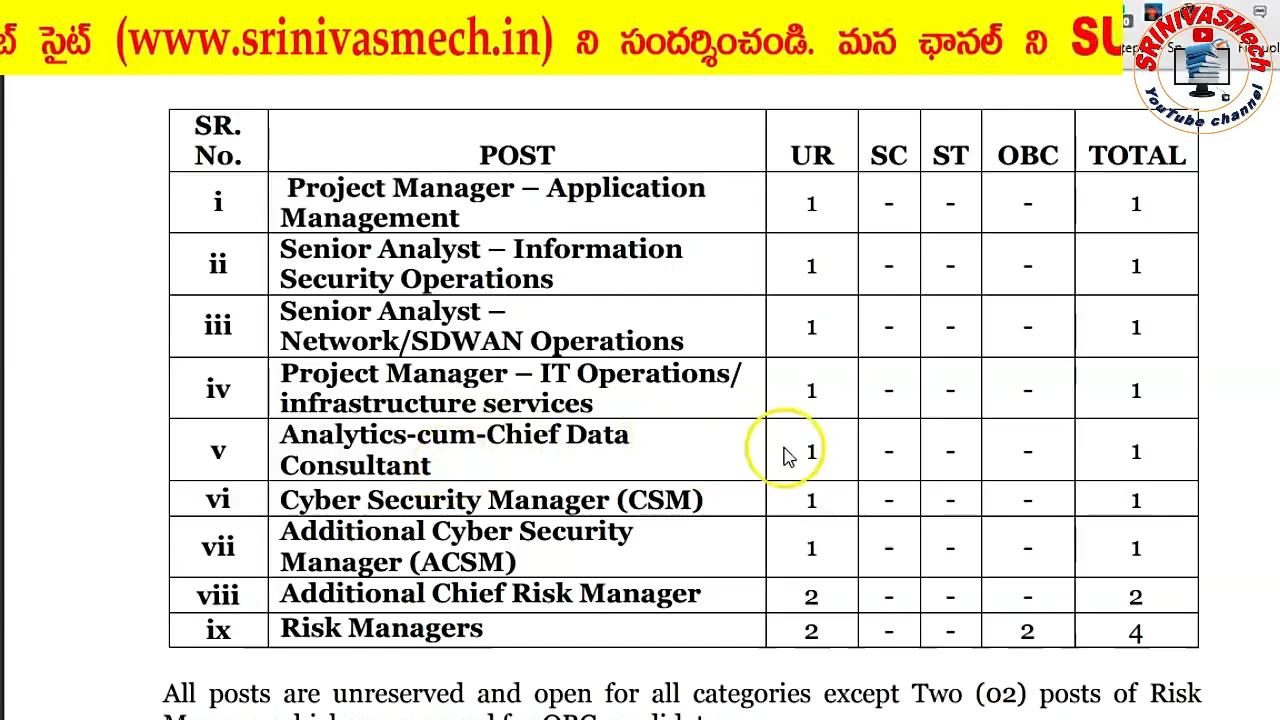 బ్ సైట్ (www.srinivasmech.in) ని సందర్శించండి. మన ఛానల్ ని SU
SRINIVASMech
YouTube channel
SR. No. POST UR SC ST OBC TOTAL
i Project Manager – Application Management 1 - - - 1
ii Senior Analyst – Information Security Operations 1 - - - 1
iii Senior Analyst – Network/SDWAN Operations 1 - - - 1
iv Project Manager – IT Operations/ infrastructure services 1 - - - 1
v Analytics-cum-Chief Data Consultant 1 - - - 1
vi Cyber Security Manager (CSM) 1 - - - 1
vii Additional Cyber Security Manager (ACSM) 1 - - - 1
viii Additional Chief Risk Manager 2 - - - 2
ix Risk Managers 2 - - 2 4
All posts are unreserved and open for all categories except Two (02) posts of Risk